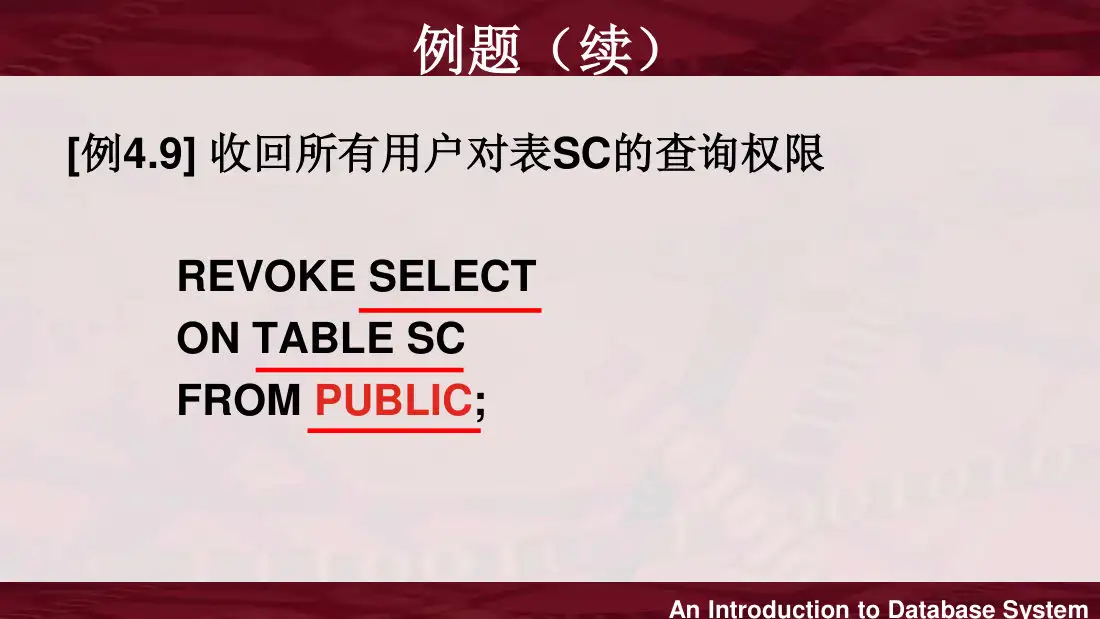 例题（续）
[例4.9] 收回所有用户对表SC的查询权限
REVOKE SELECT
ON TABLE SC
FROM PUBLIC;
An Introduction to Database System